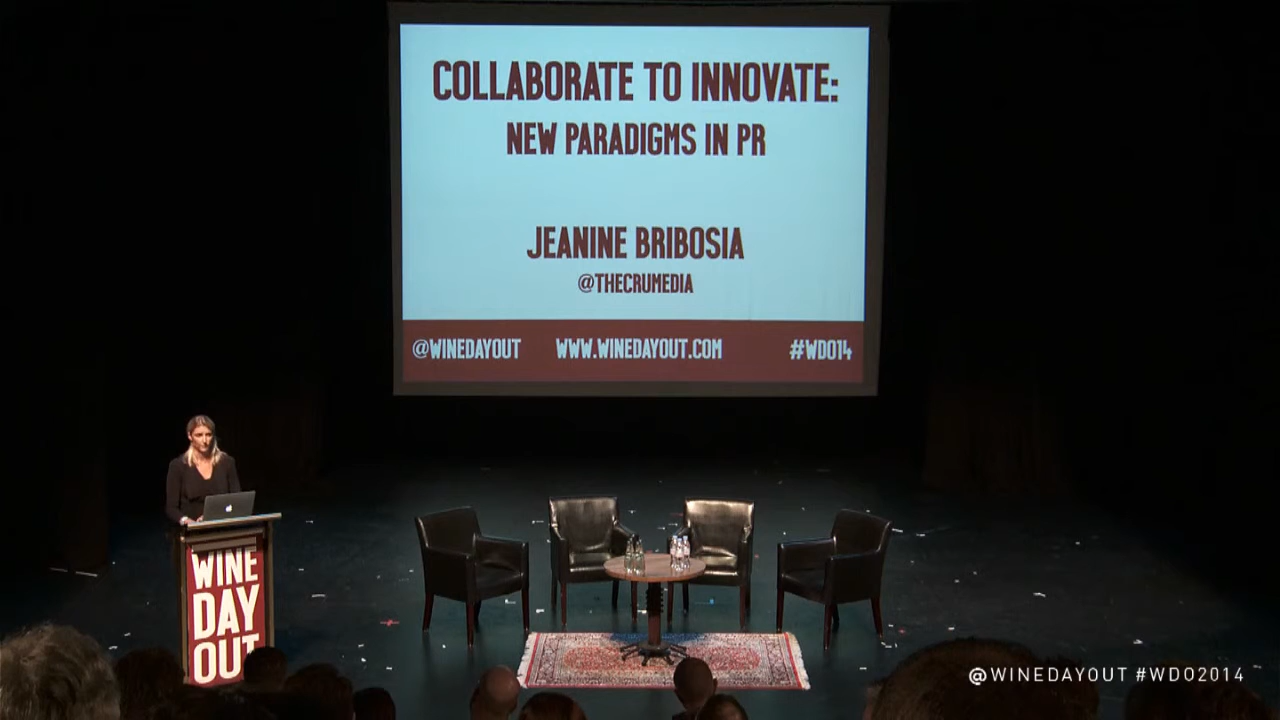 COLLABORATE TO INNOVATE:
NEW PARADIGMS IN PR
JEANINE BRIBOSIA
@THECRUMEDIA
@WINEDAYOUT WWW.WINEDAYOUT.COM #WDO14
WINE
DAY
OUT
@WINEDAYOUT #WDO2014